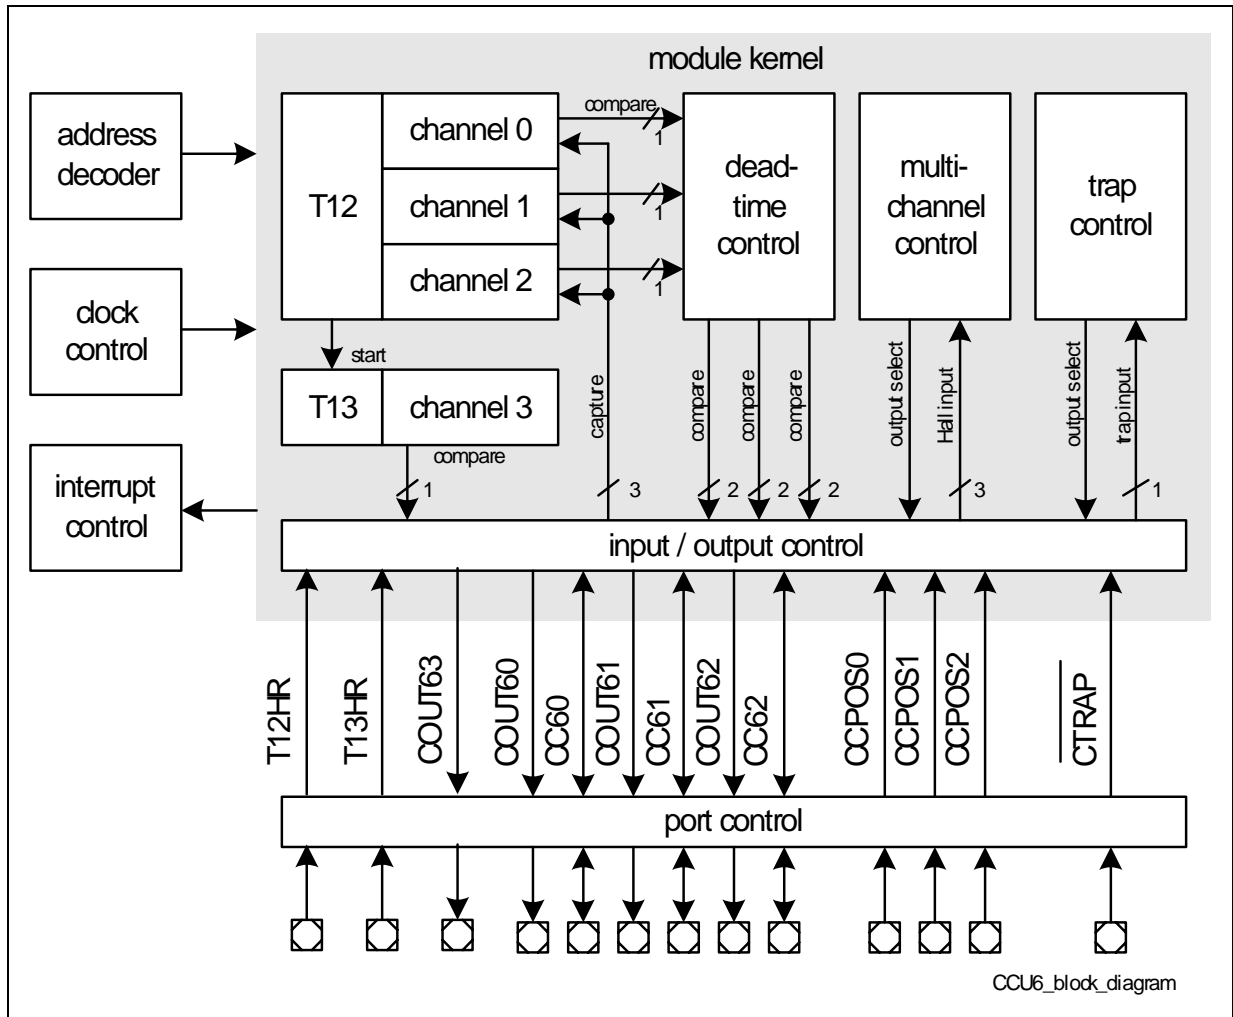 module kernel
address
decoder
clock
control
interrupt
control
T12
channel 0
channel 1
channel 2
compare
1
1
1
dead-
time
control
multi-
channel
control
trap
control
start
T13
channel 3
compare
1
capture
3
compare
2
compare
2
compare
2
output select
Hall input
3
output select
trap input
1
input / output control
T12HR
T13HR
COUT63
COUT60
CC60
COUT61
CC61
COUT62
CC62
CCPOS0
CCPOS1
CCPOS2
CTRAP
port control
CCU6_block_diagram